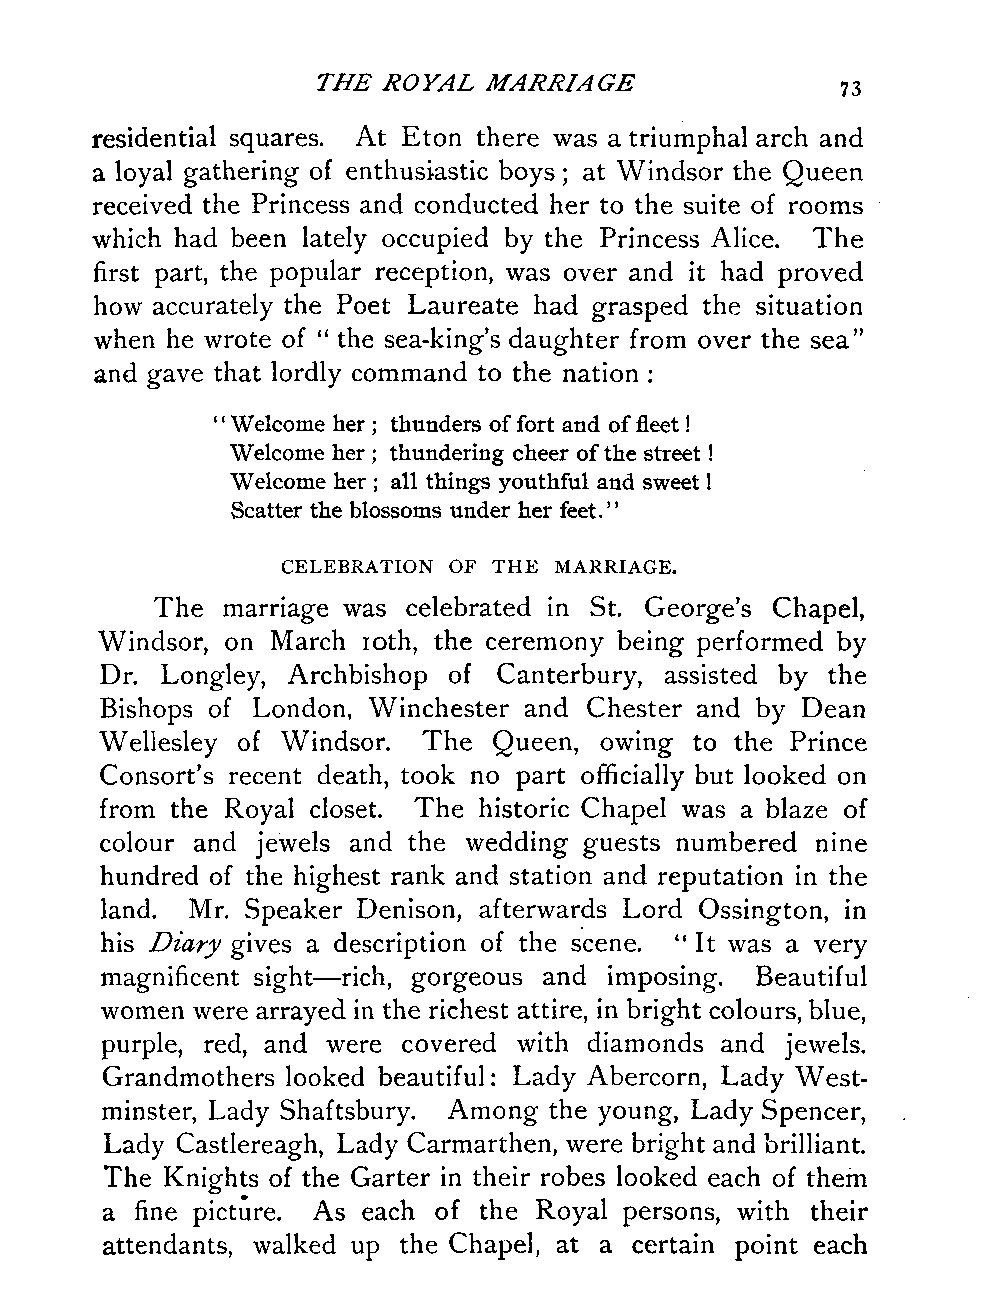 THE ROYAL MARRIAGE 73
residential squares. At Eton there was a triumphal arch and
a loyal gathering of enthusiastic boys; at Windsor the Queen
received the Princess and conducted her to the suite of rooms
which had been lately occupied by the Princess Alice. The
first part, the popular reception, was over and it had proved
how accurately the Poet Laureate had grasped the situation
when he wrote of "the sea-king's daughter from over the sea"
and gave that lordly command to the nation:
"Welcome her; thunders of fort and of fleet!
Welcome her; thundering cheer of the street!
Welcome her; all things youthful and sweet!
Scatter the blossoms under her feet."
CELEBRATION OF THE MARRIAGE.
The marriage was celebrated in St. George's Chapel,
Windsor, on March 10th, the ceremony being performed by
Dr. Longley, Archbishop of Canterbury, assisted by the
Bishops of London, Winchester and Chester and by Dean
Wellesley of Windsor. The Queen, owing to the Prince
Consort's recent death, took no part officially but looked on
from the Royal closet. The historic Chapel was a blaze of
colour and jewels and the wedding guests numbered nine
hundred of the highest rank and station and reputation in the
land. Mr. Speaker Denison, afterwards Lord Ossington, in
his Diary gives a description of the scene. "It was a very
magnificent sight—rich, gorgeous and imposing. Beautiful
women were arrayed in the richest attire, in bright colours, blue,
purple, red, and were covered with diamonds and jewels.
Grandmothers looked beautiful: Lady Abercorn, Lady West-
minster, Lady Shaftsbury. Among the young, Lady Spencer,
Lady Castlereagh, Lady Carmarthen, were bright and brilliant.
The Knights of the Garter in their robes looked each of them
a fine picture. As each of the Royal persons, with their
attendants, walked up the Chapel, at a certain point each